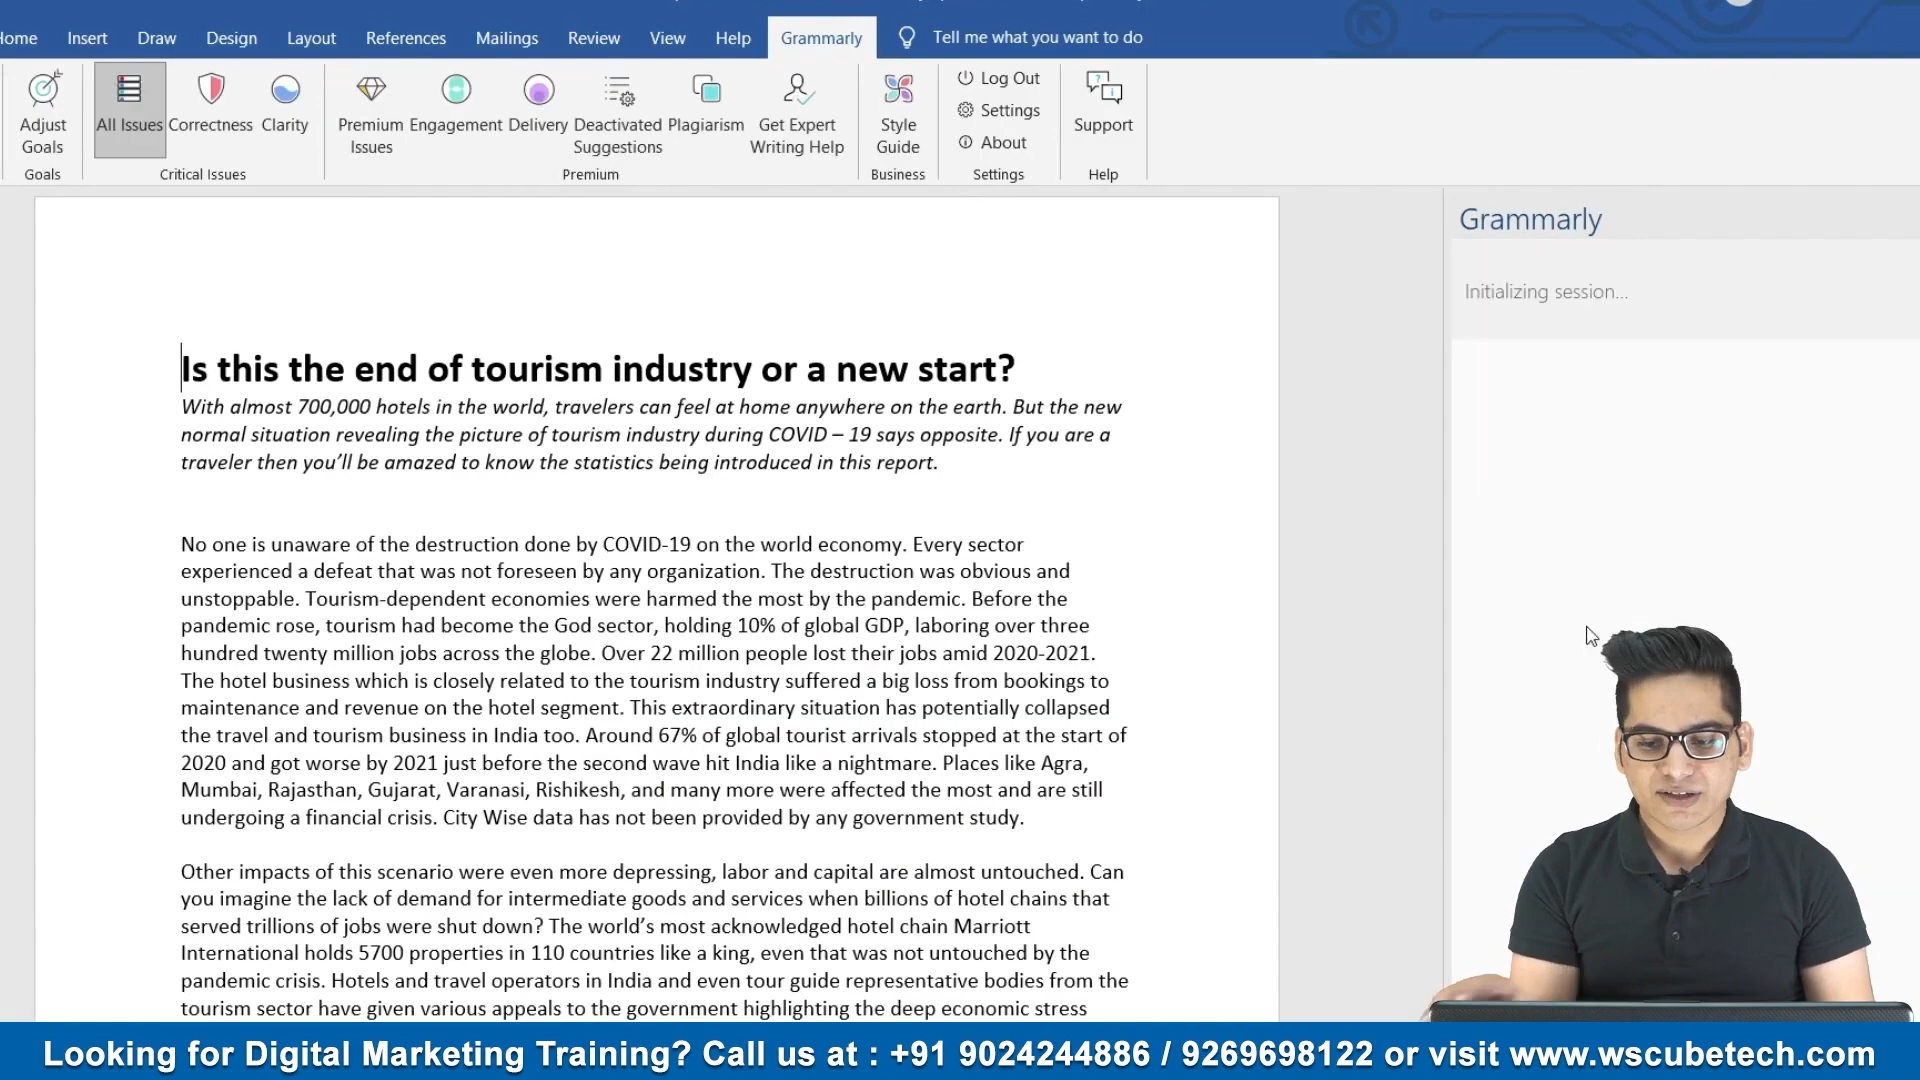 Home Insert Draw Design Layout References Mailings Review View Help Grammarly Tell me what you want to do
Adjust Goals
Goals
All Issues
Correctness
Clarity
Critical Issues
Premium Issues
Engagement
Delivery
Deactivated Suggestions
Plagiarism
Get Expert Writing Help
Premium
Style Guide
Business
Log Out
Settings
About
Settings
Support
Help
Grammarly
Initializing session...
Is this the end of tourism industry or a new start?
With almost 700,000 hotels in the world, travelers can feel at home anywhere on the earth. But the new
normal situation revealing the picture of tourism industry during COVID – 19 says opposite. If you are a
traveler then you’ll be amazed to know the statistics being introduced in this report.
No one is unaware of the destruction done by COVID-19 on the world economy. Every sector
experienced a defeat that was not foreseen by any organization. The destruction was obvious and
unstoppable. Tourism-dependent economies were harmed the most by the pandemic. Before the
pandemic rose, tourism had become the God sector, holding 10% of global GDP, laboring over three
hundred twenty million jobs across the globe. Over 22 million people lost their jobs amid 2020-2021.
The hotel business which is closely related to the tourism industry suffered a big loss from bookings to
maintenance and revenue on the hotel segment. This extraordinary situation has potentially collapsed
the travel and tourism business in India too. Around 67% of global tourist arrivals stopped at the start of
2020 and got worse by 2021 just before the second wave hit India like a nightmare. Places like Agra,
Mumbai, Rajasthan, Gujarat, Varanasi, Rishikesh, and many more were affected the most and are still
undergoing a financial crisis. City Wise data has not been provided by any government study.
Other impacts of this scenario were even more depressing, labor and capital are almost untouched. Can
you imagine the lack of demand for intermediate goods and services when billions of hotel chains that
served trillions of jobs were shut down? The world’s most acknowledged hotel chain Marriott
International holds 5700 properties in 110 countries like a king, even that was not untouched by the
pandemic crisis. Hotels and travel operators in India and even tour guide representative bodies from the
tourism sector have given various appeals to the government highlighting the deep economic stress
Looking for Digital Marketing Training? Call us at : +91 9024244886 / 9269698122 or visit www.wscubetech.com